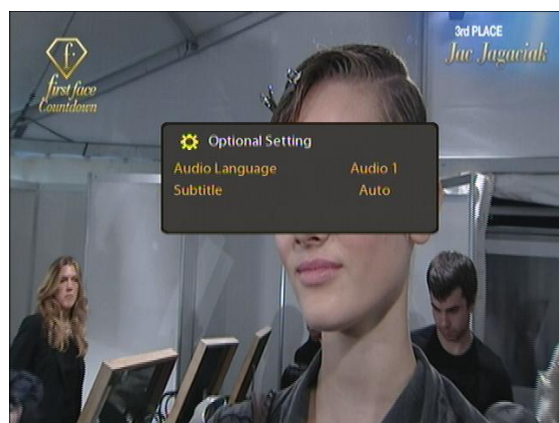 f.
first face
Countdown
3rd PLACE
Jac Jagaciak
Optional Setting
Audio Language Audio 1
Subtitle Auto